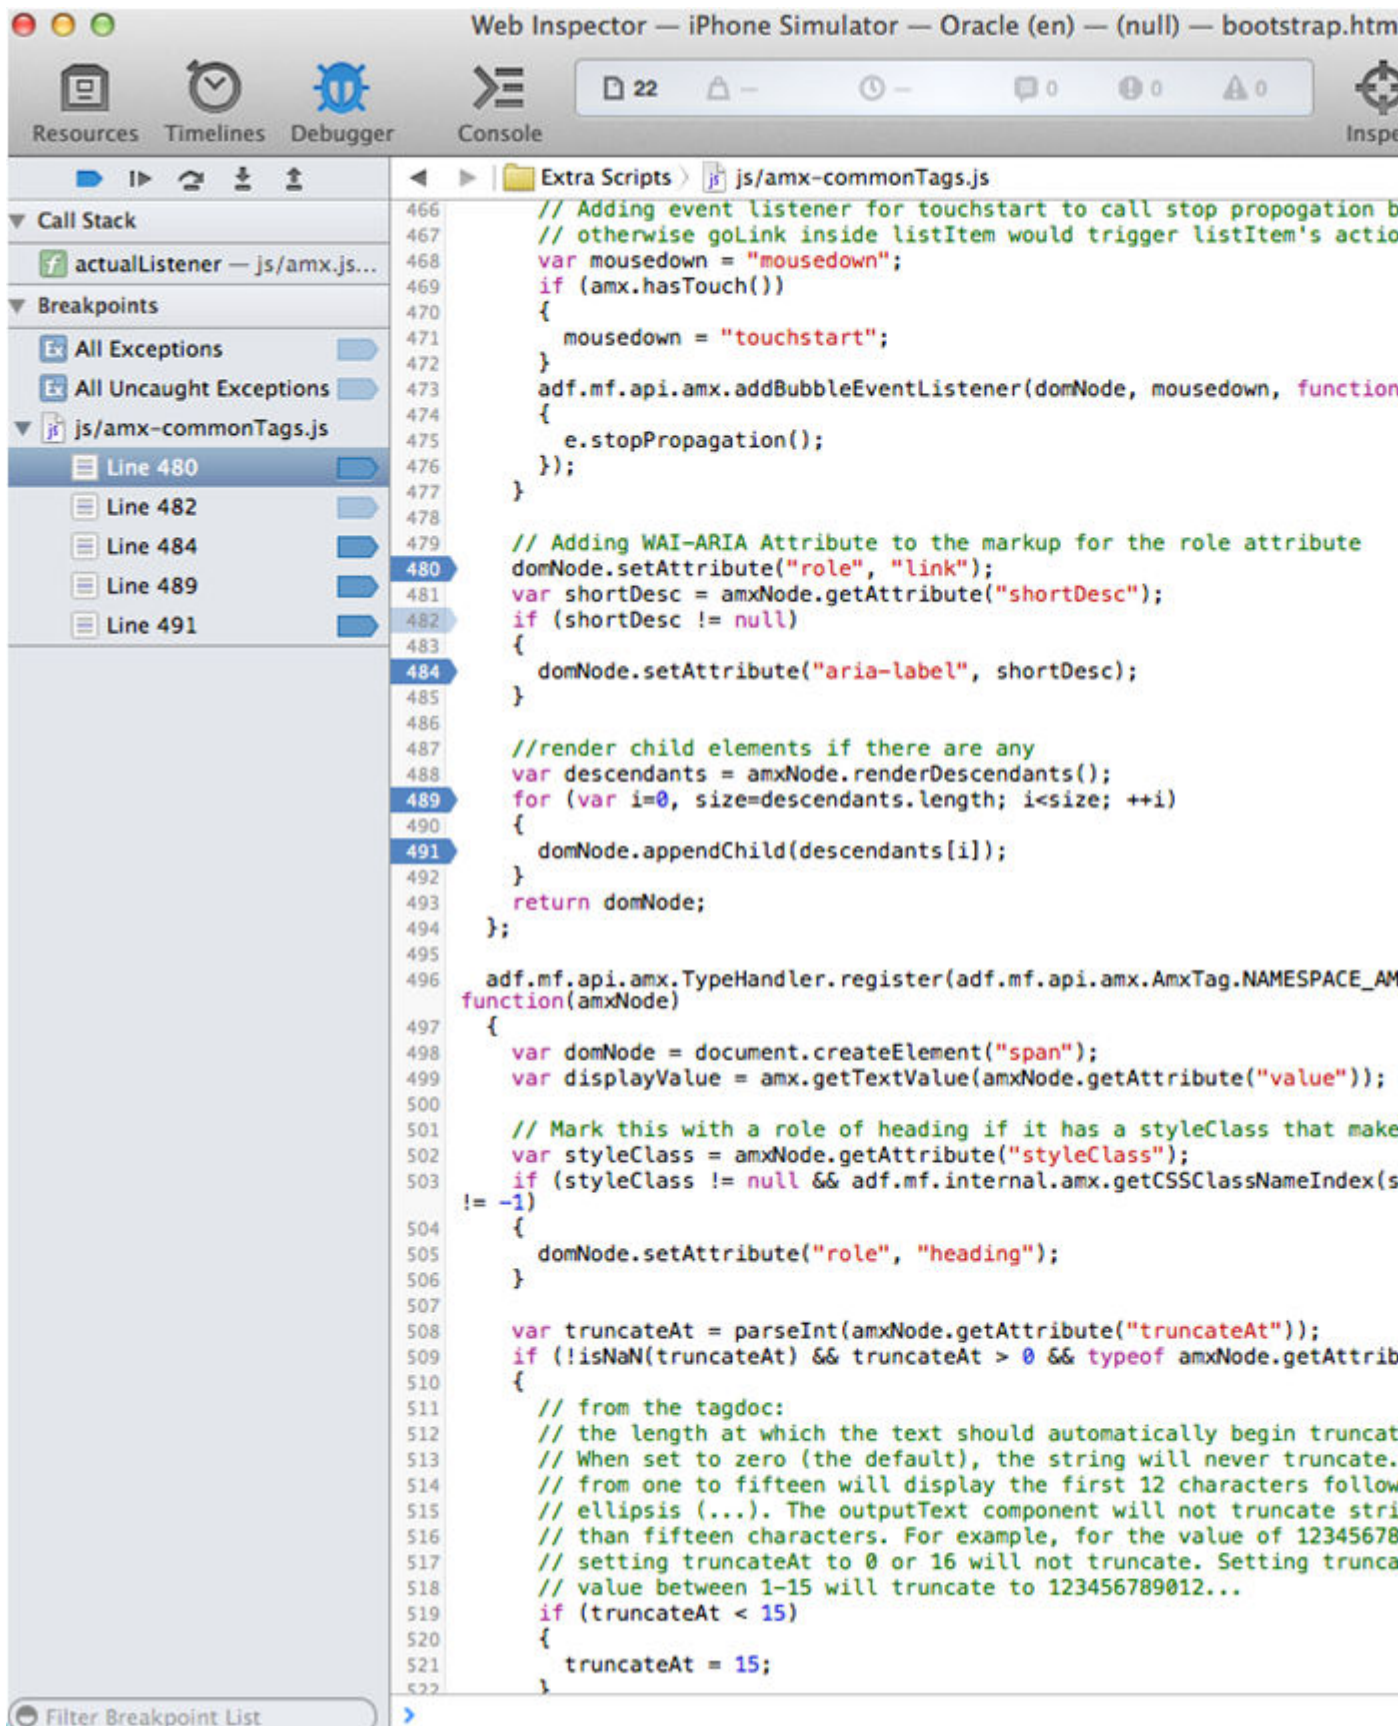 Web Inspector — iPhone Simulator — Oracle (en) — (null) — bootstrap.htm
Resources Timelines Debugger Console 22 – – 0 0 0 Inspe
Extra Scripts js js/amx-commonTags.js
Call Stack
f actualListener — js/amx.js...
Breakpoints
Ex All Exceptions
Ex All Uncaught Exceptions
js js/amx-commonTags.js
Line 480
Line 482
Line 484
Line 489
Line 491
Filter Breakpoint List
466 // Adding event listener for touchstart to call stop propogation b
467 // otherwise goLink inside listItem would trigger listItem's actio
468 var mousedown = "mousedown";
469 if (amx.hasTouch())
470 {
471 mousedown = "touchstart";
472 }
473 adf.mf.api.amx.addBubbleEventListener(domNode, mousedown, function
474 {
475 e.stopPropagation();
476 });
477 }
478
479 // Adding WAI-ARIA Attribute to the markup for the role attribute
480 domNode.setAttribute("role", "link");
481 var shortDesc = amxNode.getAttribute("shortDesc");
482 if (shortDesc != null)
483 {
484 domNode.setAttribute("aria-label", shortDesc);
485 }
486
487 //render child elements if there are any
488 var descendants = amxNode.renderDescendants();
489 for (var i=0, size=descendants.length; i<size; ++i)
490 {
491 domNode.appendChild(descendants[i]);
492 }
493 return domNode;
494 };
495
496 adf.mf.api.amx.TypeHandler.register(adf.mf.api.amx.AmxTag.NAMESPACE_AM
function(amxNode)
497 {
498 var domNode = document.createElement("span");
499 var displayValue = amx.getTextValue(amxNode.getAttribute("value"));
500
501 // Mark this with a role of heading if it has a styleClass that make
502 var styleClass = amxNode.getAttribute("styleClass");
503 if (styleClass != null && adf.mf.internal.amx.getCSSClassNameIndex(s
!= -1)
504 {
505 domNode.setAttribute("role", "heading");
506 }
507
508 var truncateAt = parseInt(amxNode.getAttribute("truncateAt"));
509 if (!isNaN(truncateAt) && truncateAt > 0 && typeof amxNode.getAttrib
510 {
511 // from the tagdoc:
512 // the length at which the text should automatically begin truncat
513 // When set to zero (the default), the string will never truncate.
514 // from one to fifteen will display the first 12 characters follow
515 // ellipsis (...). The outputText component will not truncate stri
516 // than fifteen characters. For example, for the value of 12345678
517 // setting truncateAt to 0 or 16 will not truncate. Setting trunca
518 // value between 1-15 will truncate to 123456789012...
519 if (truncateAt < 15)
520 {
521 truncateAt = 15;
522 }